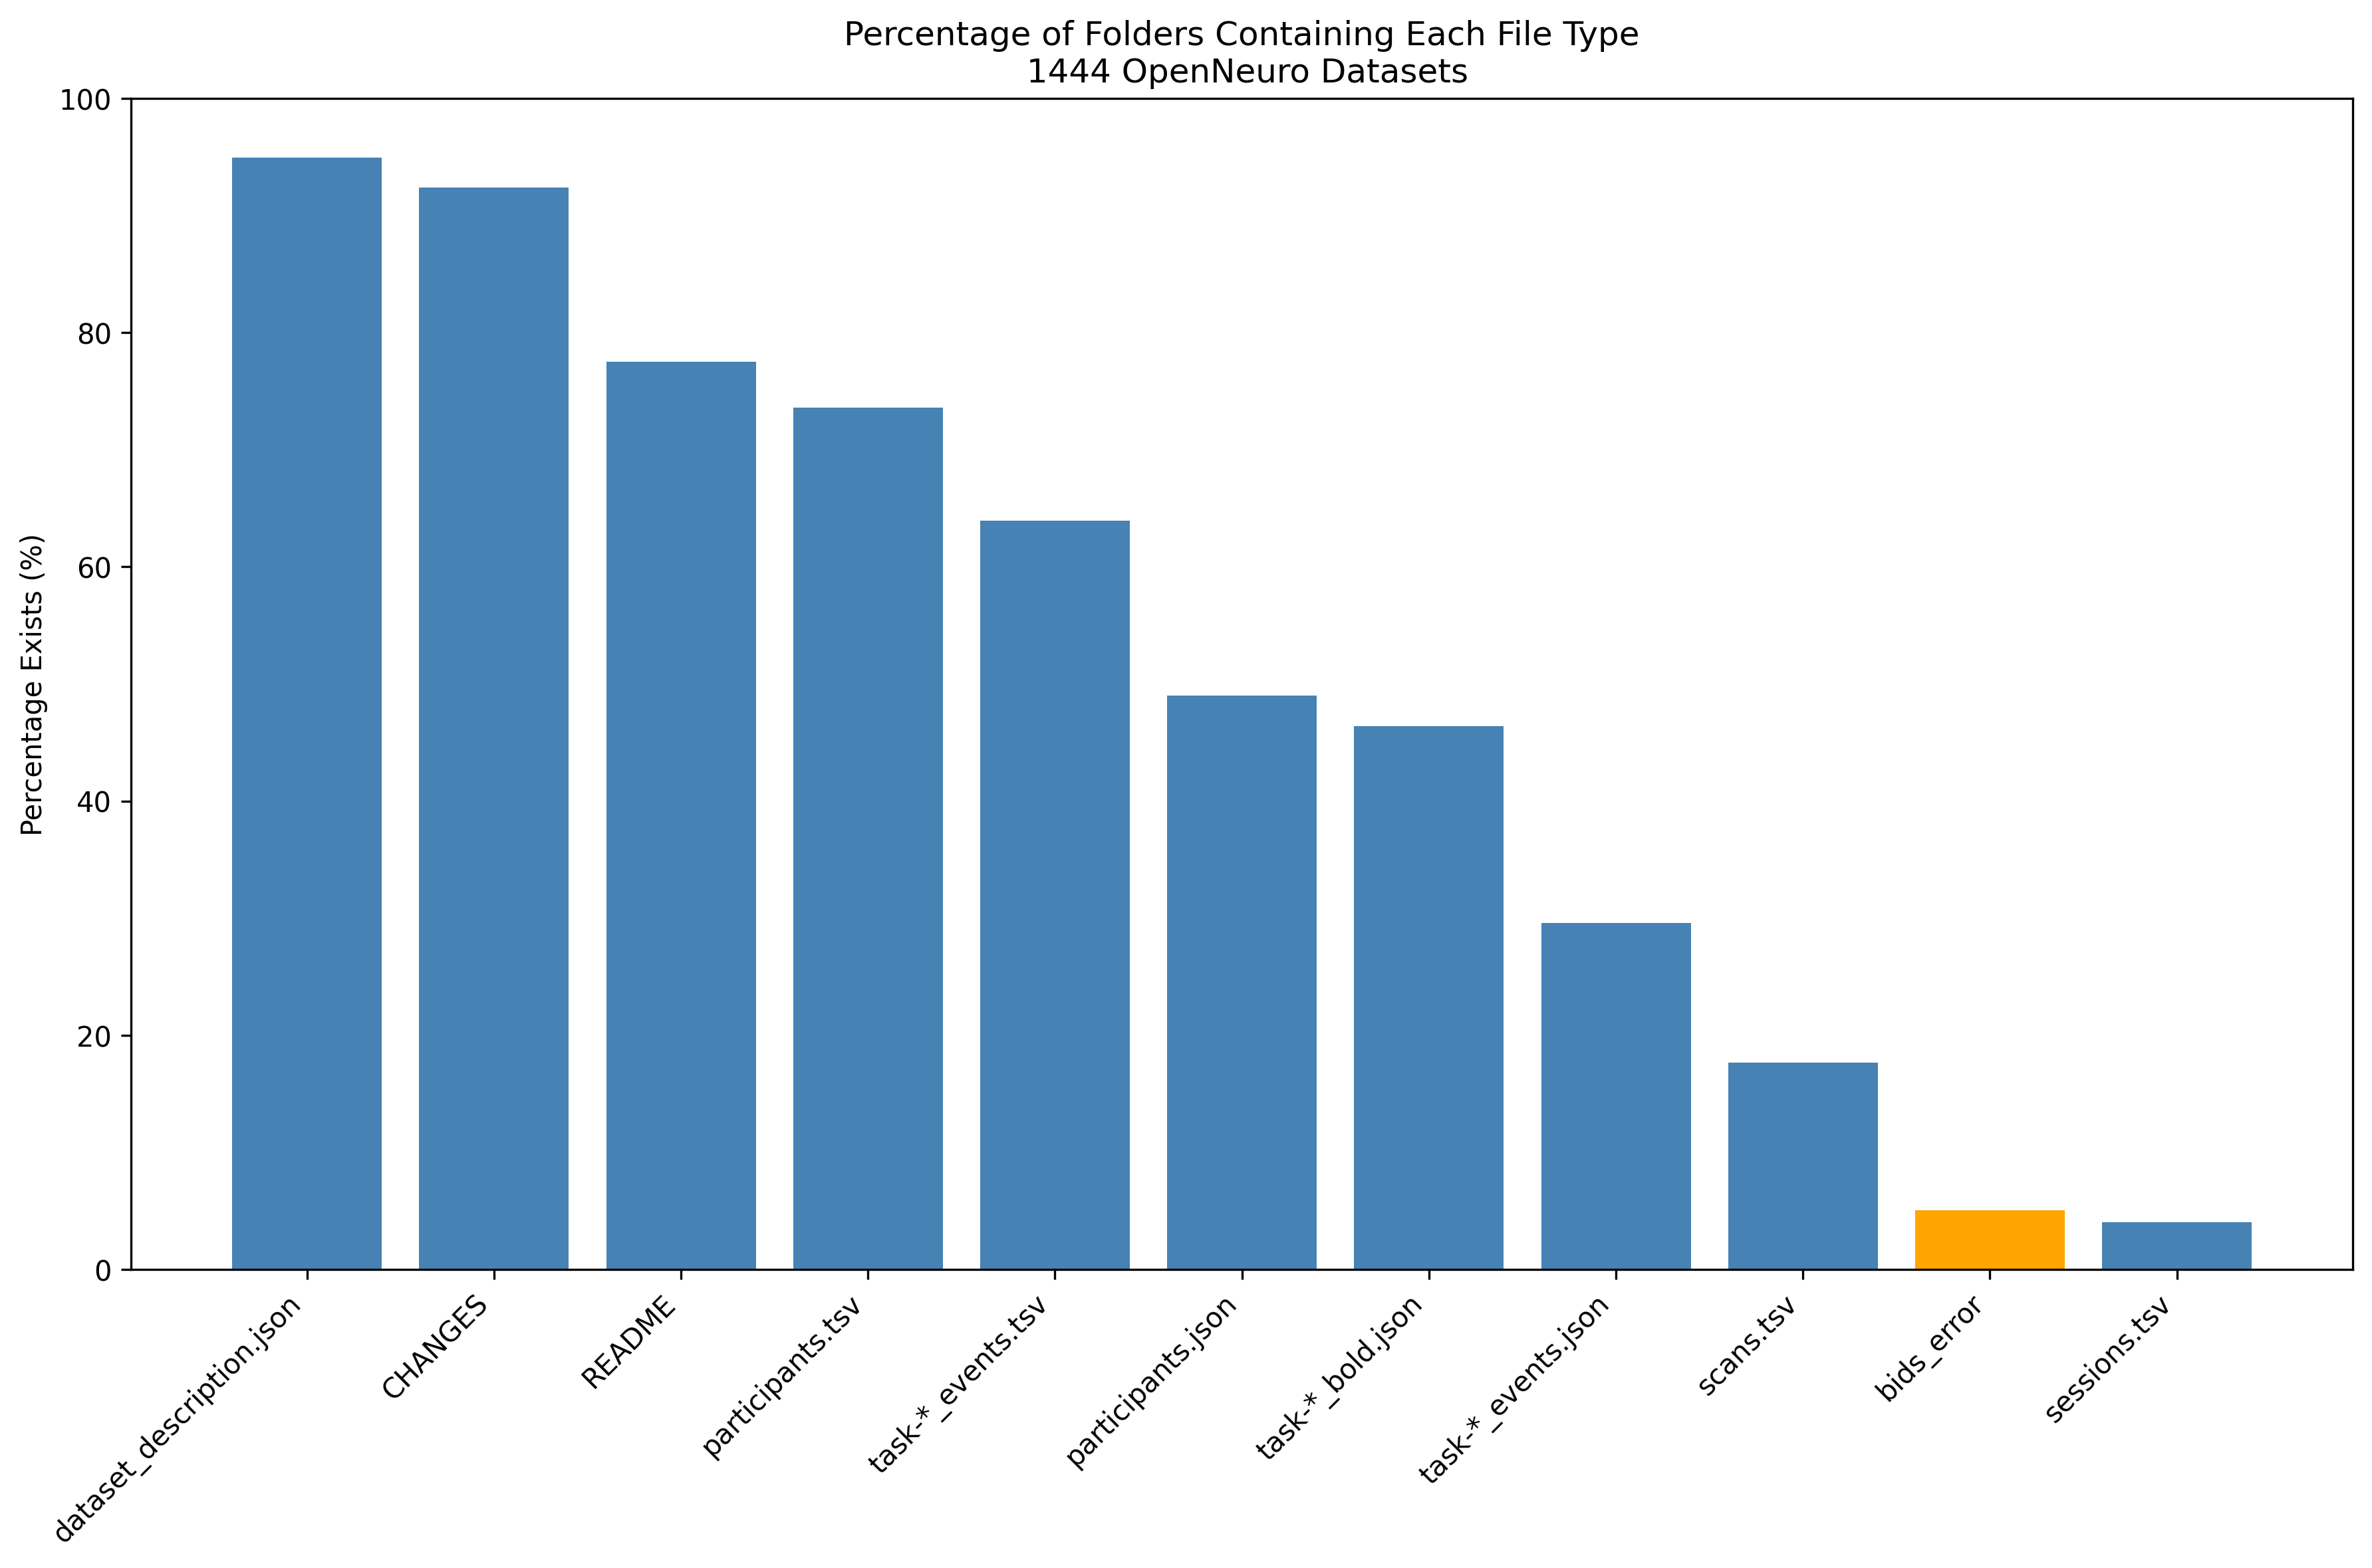 Percentage of Folders Containing Each File Type
1444 OpenNeuro Datasets
Percentage Exists (%)
100
80
60
40
20
0
dataset_description.json
CHANGES
README
participants.tsv
task-*_events.tsv
participants.json
task-*_bold.json
task-*_events.json
scans.tsv
bids_error
sessions.tsv